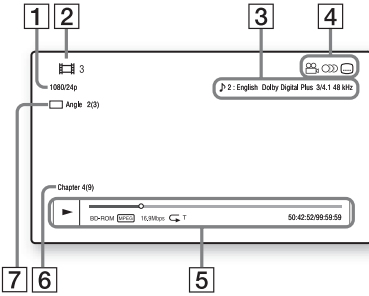 1 2 3 4
3
1080/24p
2 : English Dolby Digital Plus 3/4.1 48 kHz
Angle 2(3)
Chapter 4(9)
BD-ROM MPEG 16.9Mbps T 50:42:52/99:59:59
7 6 5